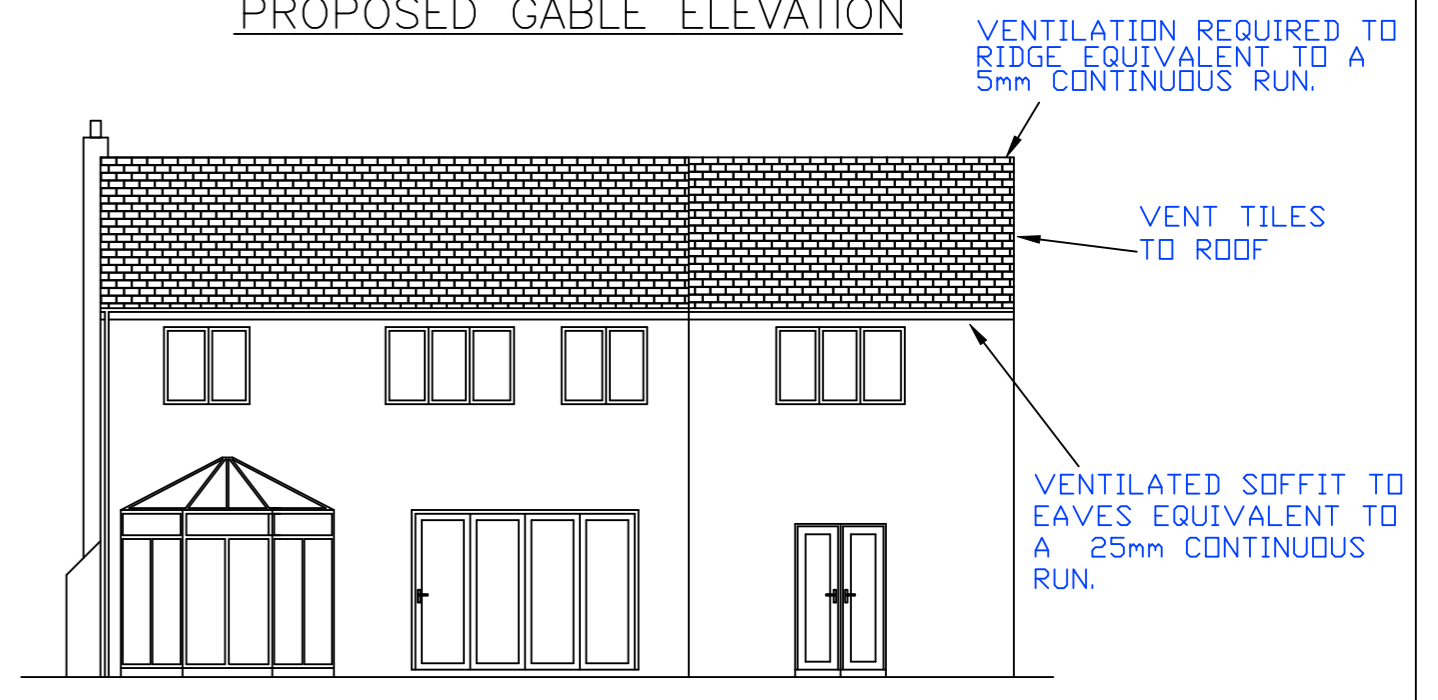 PROPOSED GABLE ELEVATION
VENTILATION REQUIRED TO
RIDGE EQUIVALENT TO A
5mm CONTINUOUS RUN.
VENT TILES
TO ROOF
VENTILATED SOFFIT TO
EAVES EQUIVALENT TO
A 25mm CONTINUOUS
RUN.